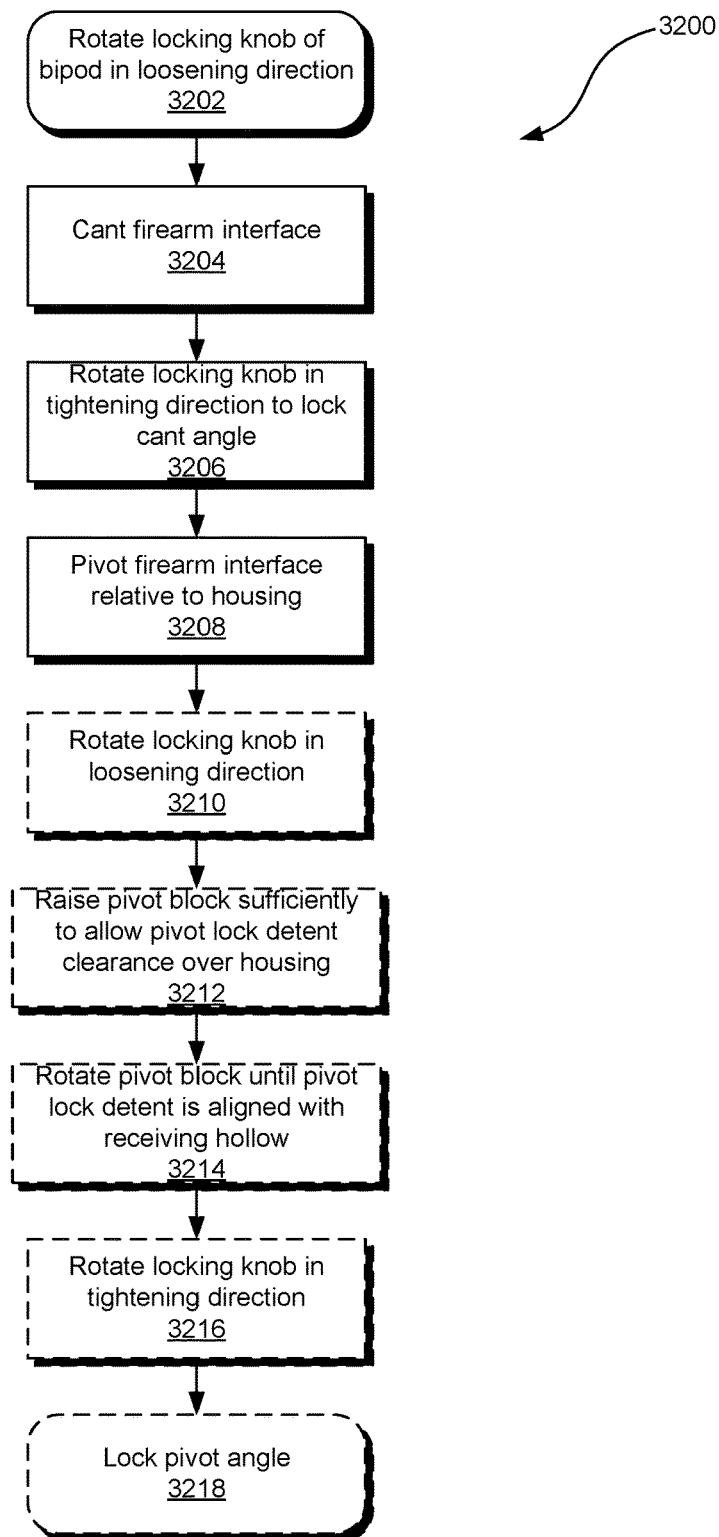 3200
Rotate locking knob of
bipod in loosening direction
3202
Cant firearm interface
3204
Rotate locking knob in
tightening direction to lock
cant angle
3206
Pivot firearm interface
relative to housing
3208
Rotate locking knob in
loosening direction
3210
Raise pivot block sufficiently
to allow pivot lock detent
clearance over housing
3212
Rotate pivot block until pivot
lock detent is aligned with
receiving hollow
3214
Rotate locking knob in
tightening direction
3216
Lock pivot angle
3218